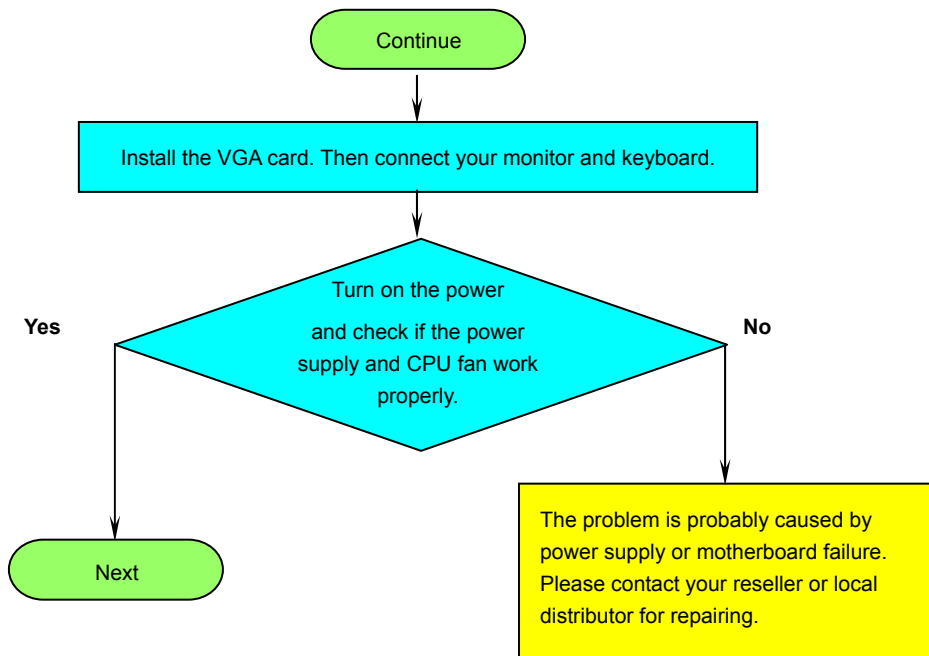 Continue
Install the VGA card. Then connect your monitor and keyboard.
Turn on the power
and check if the power
supply and CPU fan work
properly.
Yes
No
Next
The problem is probably caused by
power supply or motherboard failure.
Please contact your reseller or local
distributor for repairing.